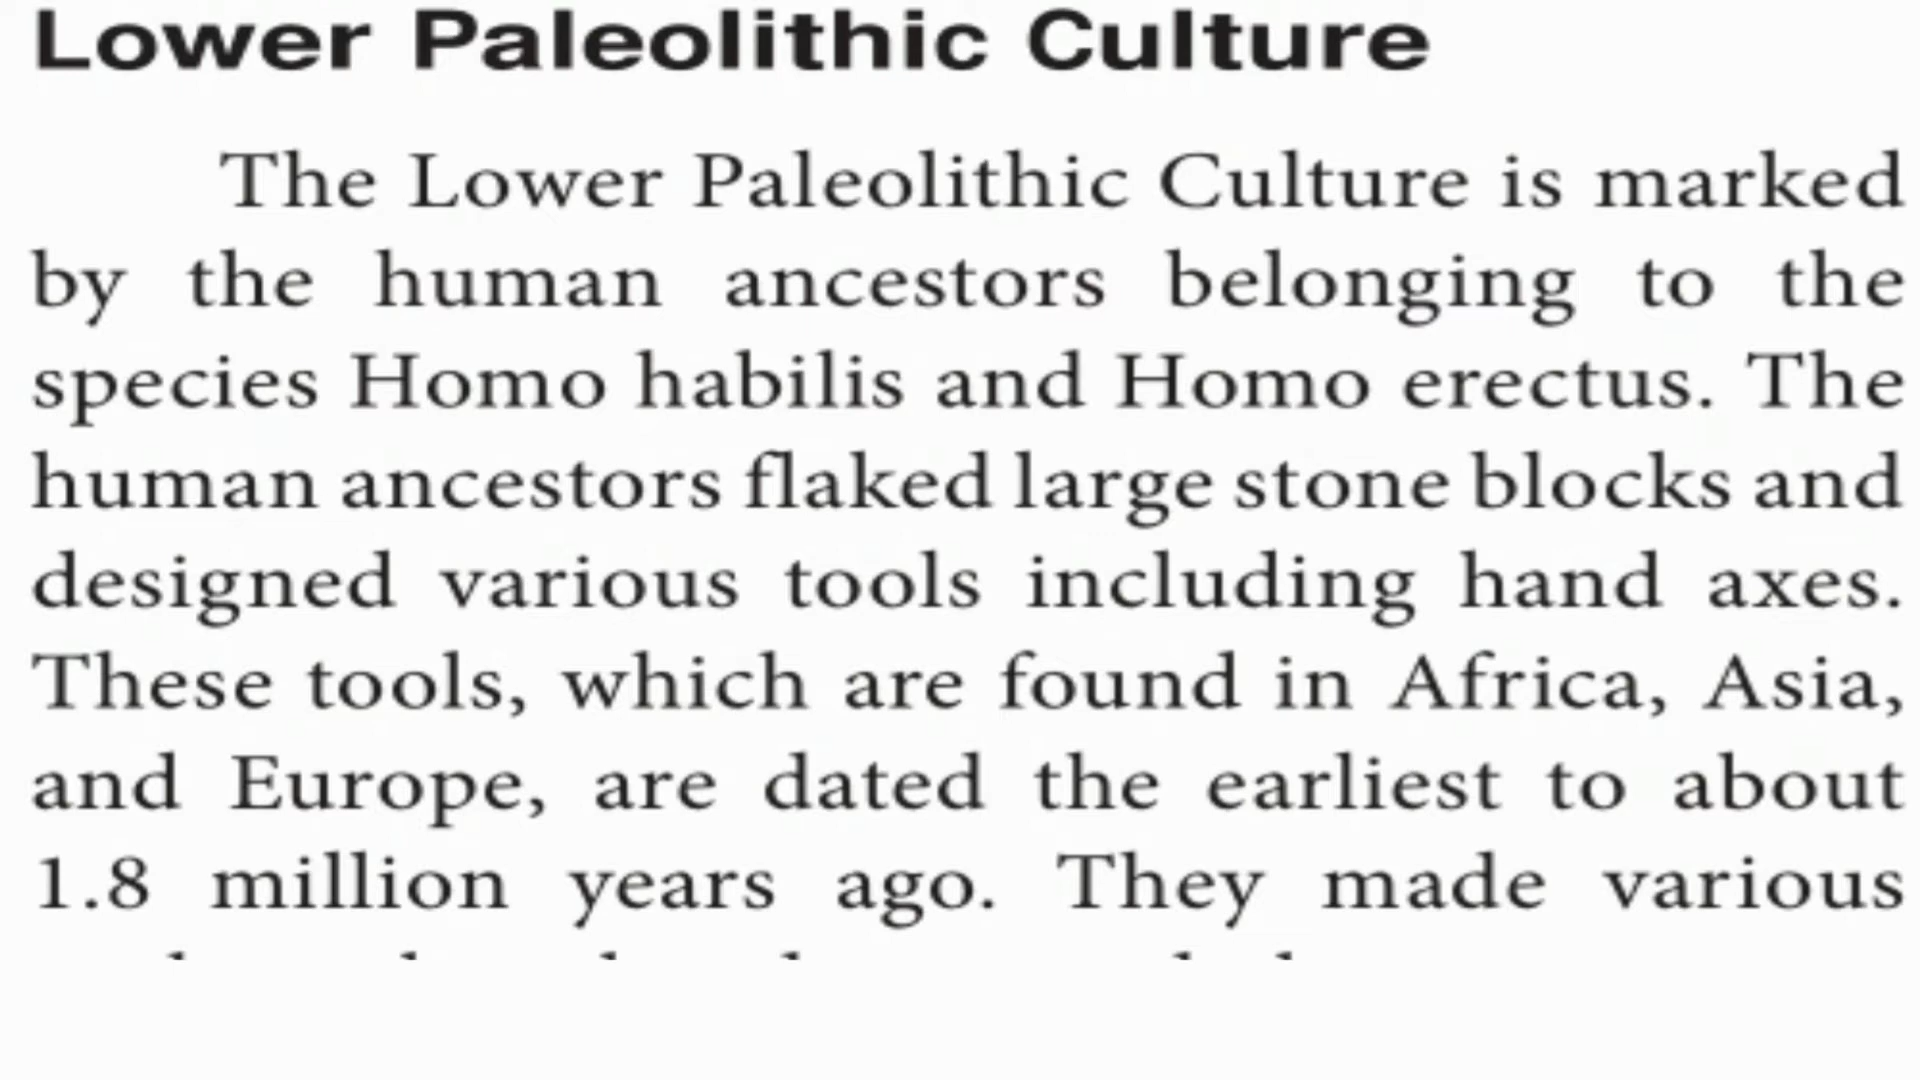 Lower Paleolithic Culture
The Lower Paleolithic Culture is marked
by the human ancestors belonging to the
species Homo habilis and Homo erectus. The
human ancestors flaked large stone blocks and
designed various tools including hand axes.
These tools, which are found in Africa, Asia,
and Europe, are dated the earliest to about
1.8 million years ago. They made various